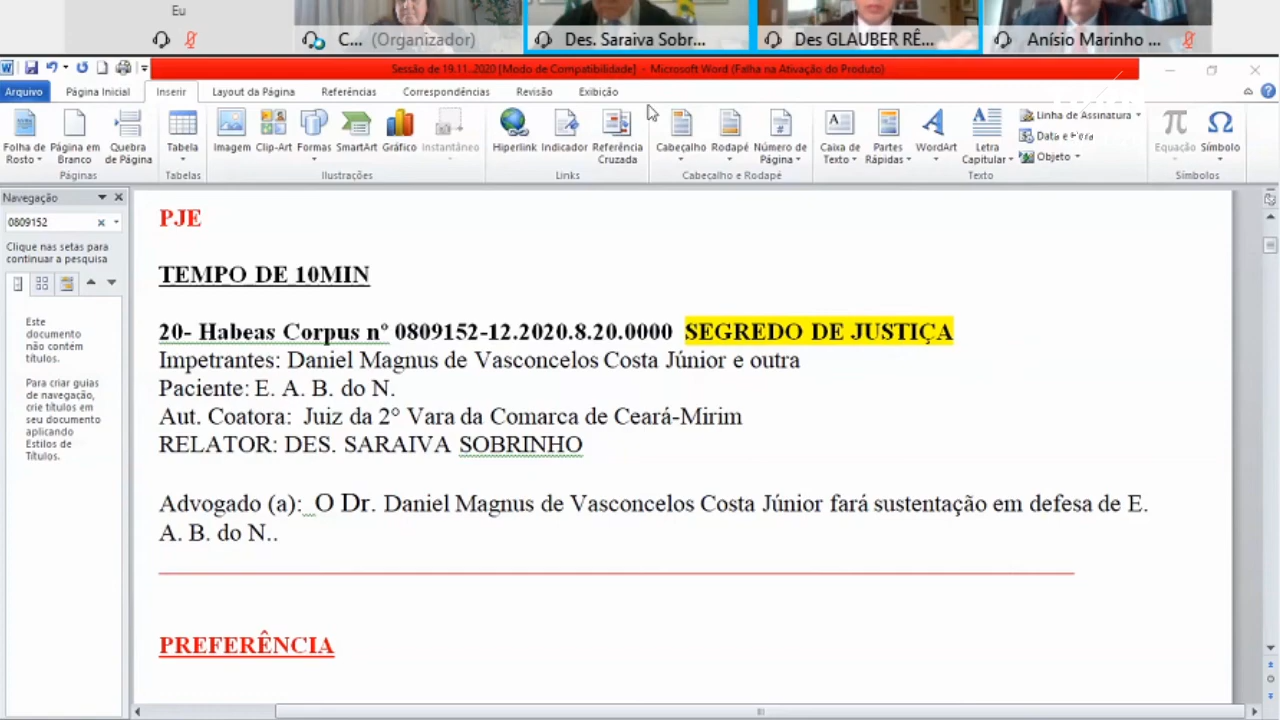 Eu
C... (Organizador)
Des. Saraiva Sobr...
Des GLAUBER RÊ...
Anísio Marinho ...
Sessão de 19.11..2020 [Modo de Compatibilidade] - Microsoft Word (Falha na Ativação do Produto)
Arquivo
Página Inicial
Inserir
Layout da Página
Referências
Correspondências
Revisão
Exibição
Folha de Rosto
Página em Branco
Quebra de Página
Tabela
Imagem
Clip-Art
Formas
SmartArt
Gráfico
Instantâneo
Hiperlink
Indicador
Referência Cruzada
Cabeçalho
Rodapé
Número de Página
Caixa de Texto
Partes Rápidas
WordArt
Letra Capitular
Linha de Assinatura
Data e Hora
Objeto
Equação
Símbolo
Páginas
Tabelas
Ilustrações
Links
Cabeçalho e Rodapé
Texto
Símbolos
Navegação
0809152
Clique nas setas para
continuar a pesquisa
Este
documento
não contém
títulos.
Para criar guias
de navegação,
crie títulos em
seu documento
aplicando
Estilos de
Títulos.
PJE
TEMPO DE 10MIN
20- Habeas Corpus nº 0809152-12.2020.8.20.0000 SEGREDO DE JUSTIÇA
Impetrantes: Daniel Magnus de Vasconcelos Costa Júnior e outra
Paciente: E. A. B. do N.
Aut. Coatora: Juiz da 2° Vara da Comarca de Ceará-Mirim
RELATOR: DES. SARAIVA SOBRINHO
Advogado (a): O Dr. Daniel Magnus de Vasconcelos Costa Júnior fará sustentação em defesa de E.
A. B. do N..
PREFERÊNCIA